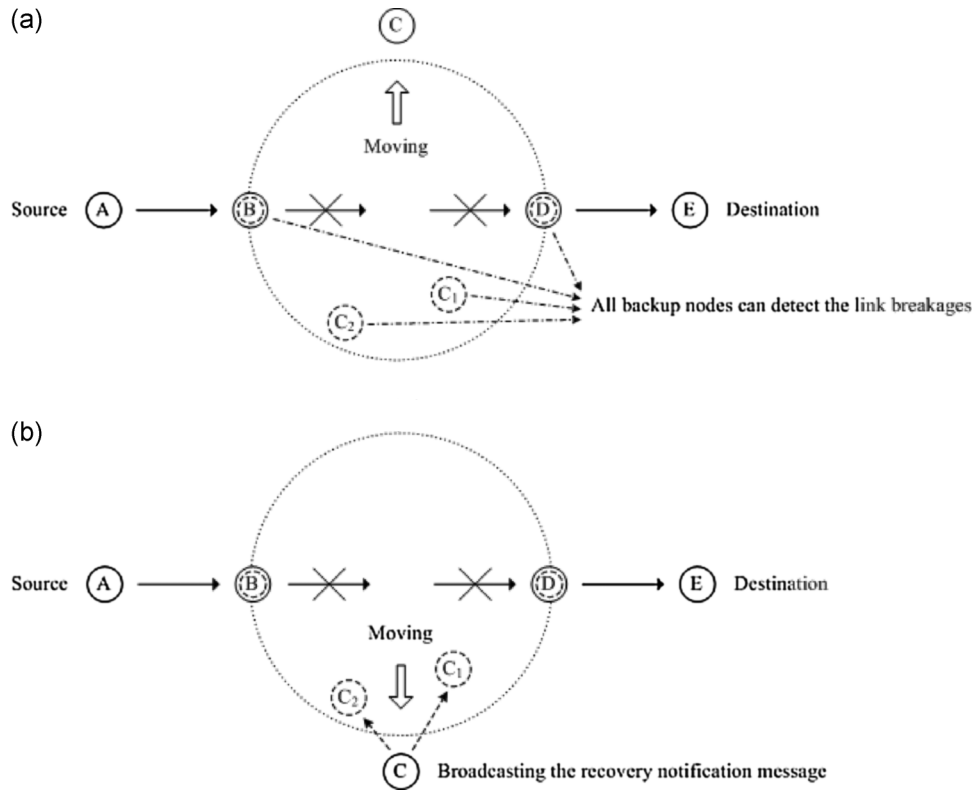 (a)
C
Moving
Source A B D E Destination
C1
All backup nodes can detect the link breakages
C2
(b)
Source A B D E Destination
Moving
C1
C2
C Broadcasting the recovery notification message